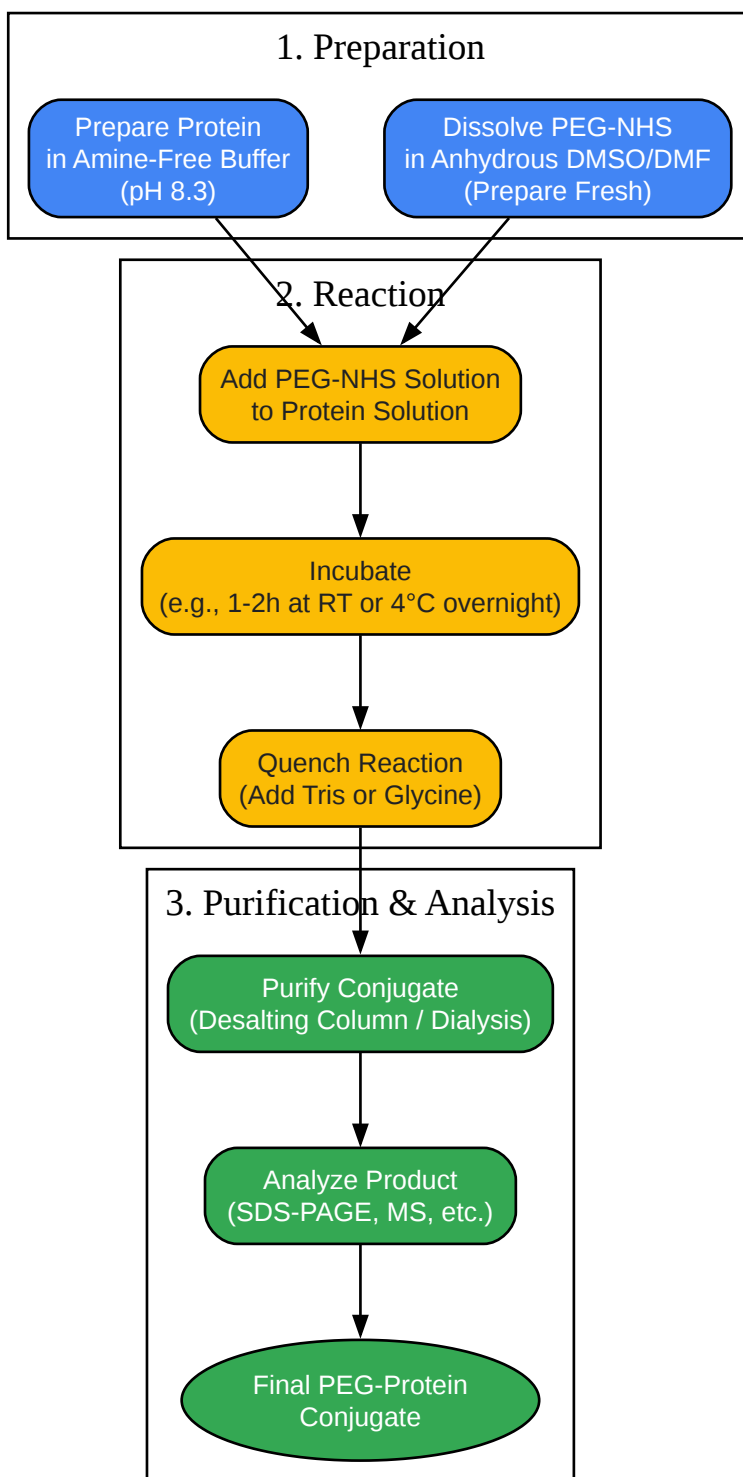 1. Preparation
Prepare Protein
in Amine-Free Buffer
(pH 8.3)
Dissolve PEG-NHS
in Anhydrous DMSO/DMF
(Prepare Fresh)
2. Reaction
Add PEG-NHS Solution
to Protein Solution
Incubate
(e.g., 1-2h at RT or 4°C overnight)
Quench Reaction
(Add Tris or Glycine)
3. Purification & Analysis
Purify Conjugate
(Desalting Column / Dialysis)
Analyze Product
(SDS-PAGE, MS, etc.)
Final PEG-Protein
Conjugate